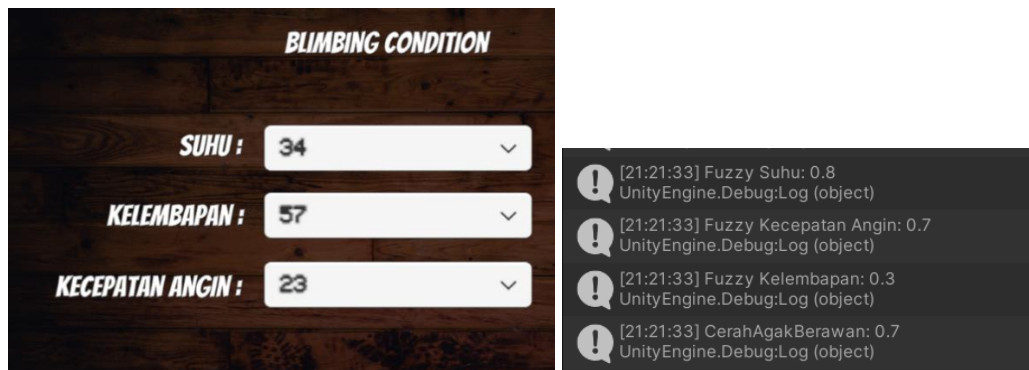 BLIMBING CONDITION
SUHU : 34
KELEMBAPAN : 57
KECEPATAN ANGIN : 23
[21:21:33] Fuzzy Suhu: 0.8
UnityEngine.Debug:Log (object)
[21:21:33] Fuzzy Kecepatan Angin: 0.7
UnityEngine.Debug:Log (object)
[21:21:33] Fuzzy Kelembapan: 0.3
UnityEngine.Debug:Log (object)
[21:21:33] CerahAgakBerawan: 0.7
UnityEngine.Debug:Log (object)